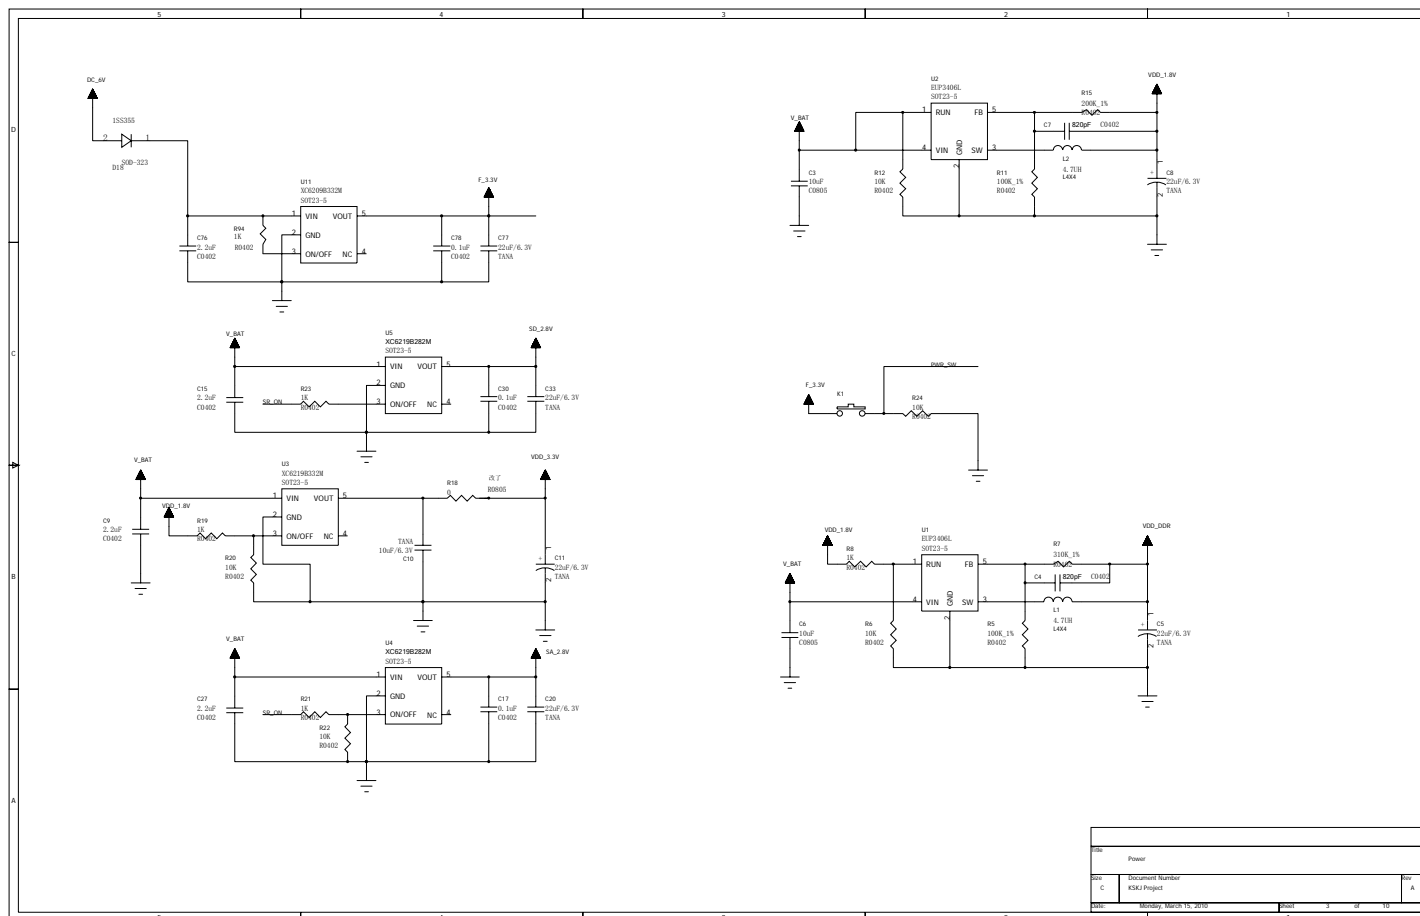 5 4 3 2 1
D
C
B
A
DC_6V
1SS355
2 1
SOD-323
D18
U11
XC6209B332M
SOT23-5
1 VIN VOUT 5
2 GND
3 ON/OFF NC 4
R94
1K
R0402
C76
2.2uF
C0402
C78
0.1uF
C0402
F_3.3V
C77
22uF/6.3V
TANA
V_BAT
U5
XC6219B282M
SOT23-5
1 VIN VOUT 5
2 GND
3 ON/OFF NC 4
C15
2.2uF
C0402
SR_ON
R23
1K
R0402
C30
0.1uF
C0402
SD_2.8V
C33
22uF/6.3V
TANA
V_BAT
U3
XC6219B332M
SOT23-5
1 VIN VOUT 5
2 GND
3 ON/OFF NC 4
VDD_1.8V
C9
2.2uF
C0402
R19
1K
R0402
R20
10K
R0402
TANA
10uF/6.3V
C10
R18
0
改了
R0805
VDD_3.3V
+ 1
2
C11
22uF/6.3V
TANA
V_BAT
U4
XC6219B282M
SOT23-5
1 VIN VOUT 5
2 GND
3 ON/OFF NC 4
C27
2.2uF
C0402
SR_ON
R21
1K
R0402
R22
10K
R0402
C17
0.1uF
C0402
SA_2.8V
C20
22uF/6.3V
TANA
U2
EUP3406L
SOT23-5
1 RUN FB 5
4 VIN SW 3
GND
2
V_BAT
C3
10uF
C0805
R12
10K
R0402
R11
100K_1%
R0402
R15
200K_1%
R0402
C7 820pF C0402
L2
4.7UH
L4X4
VDD_1.8V
+ 1
2
C8
22uF/6.3V
TANA
PWR_SW
F_3.3V
K1
R24
10K
R0402
VDD_1.8V
R8
1K
R0402
U1
EUP3406L
SOT23-5
1 RUN FB 5
4 VIN SW 3
GND
2
V_BAT
C6
10uF
C0805
R6
10K
R0402
R5
100K_1%
R0402
R7
310K_1%
R0402
C4 820pF C0402
L1
4.7UH
L4X4
VDD_DDR
+ 1
2
C5
22uF/6.3V
TANA
Title
Power
Size Document Number Rev
C KSKJ Project A
Date: Monday, March 15, 2010 Sheet 3 of 10